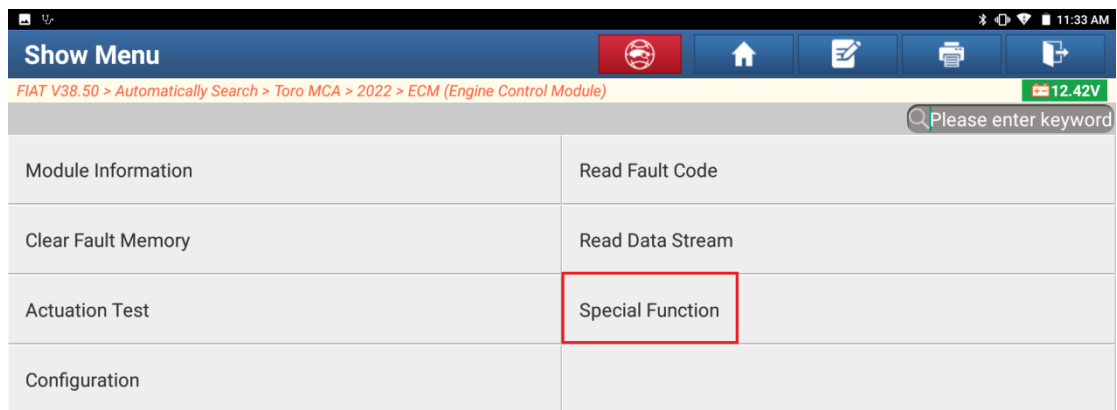 11:33 AM
Show Menu
FIAT V38.50 > Automatically Search > Toro MCA > 2022 > ECM (Engine Control Module)
12.42V
Please enter keyword
Module Information
Read Fault Code
Clear Fault Memory
Read Data Stream
Actuation Test
Special Function
Configuration